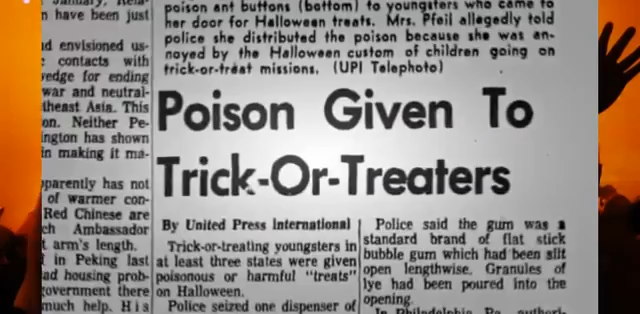 January. Rela-
n have been just
d envisioned us-
contacts with
edge for ending
war and neutral-
theast Asia. This
on. Neither Pe-
ington has shown
in making it ma-
pparently has not
of warmer con-
Red Chinese are
ch Ambassador
t arm's length.
in Peking last
ad housing prob-
government there
much help. His
poison ant buttons (bottom) to youngsters who came to
her door for Halloween treats. Mrs. Pfeil allegedly told
police she distributed the poison because she was an-
noyed by the Halloween custom of children going on
trick-or-treat missions. (UPI Telephoto)
Poison Given To
Trick-Or-Treaters
By United Press International
Trick-or-treating youngsters in
at least three states were given
poisonous or harmful "treats"
on Halloween.
Police seized one dispenser of
Police said the gum was a
standard brand of flat stick
bubble gum which had been slit
open lengthwise. Granules of
lye had been poured into the
opening.
In Philadelphia, Pa., authori-